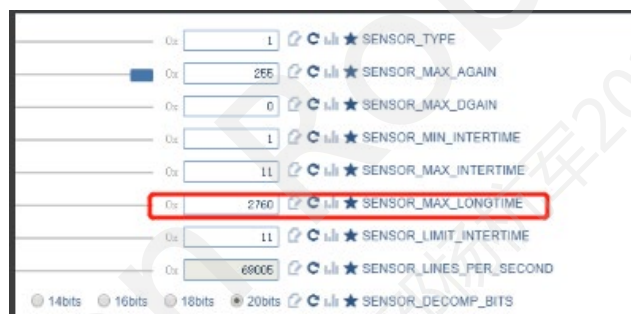 0x 1 SENSOR_TYPE
0x 255 SENSOR_MAX_AGAIN
0x 0 SENSOR_MAX_DGAIN
0x 1 SENSOR_MIN_INTERTIME
0x 11 SENSOR_MAX_INTERTIME
0x 2760 SENSOR_MAX_LONGTIME
0x 11 SENSOR_LIMIT_INTERTIME
0x 69005 SENSOR_LINES_PER_SECOND
14bits 16bits 18bits 20bits SENSOR_DECOMP_BITS